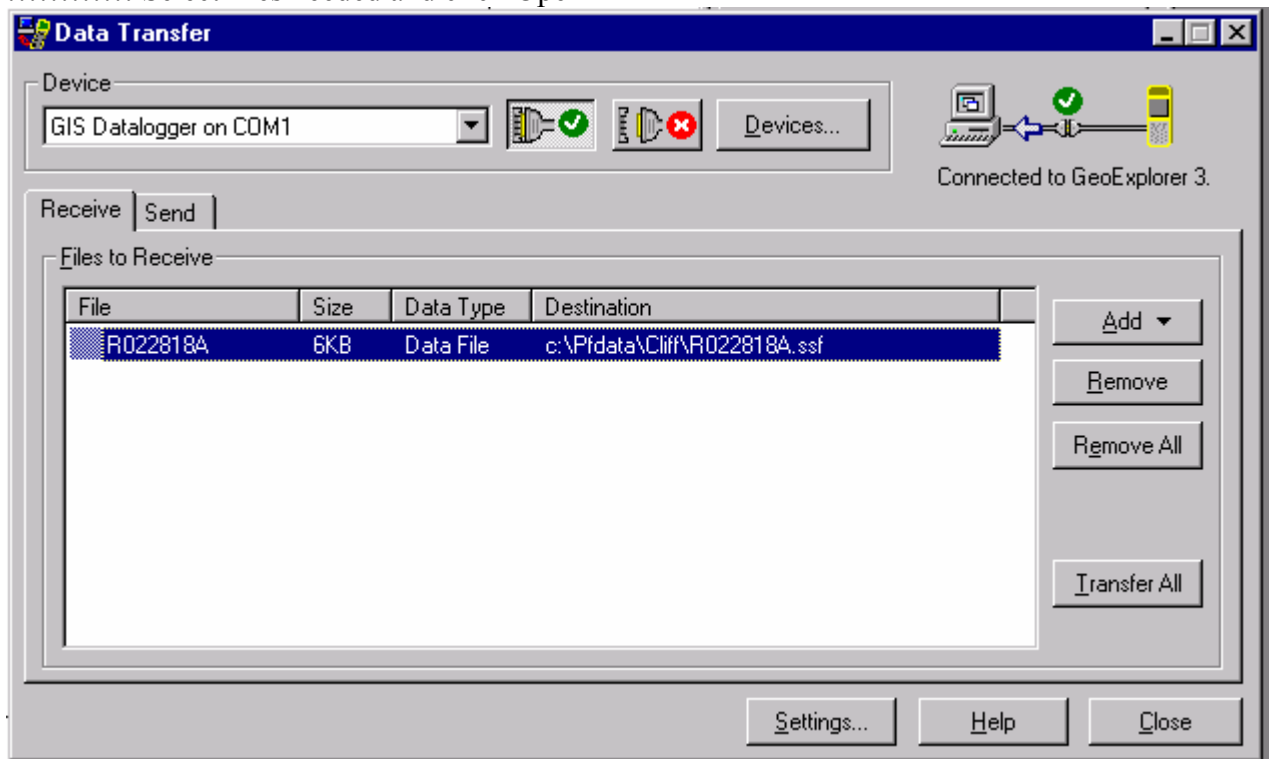 Data Transfer
Device
GIS Datalogger on COM1
Devices...
Connected to GeoExplorer 3.
Receive
Send
Files to Receive
File Size Data Type Destination
R022818A 6KB Data File c:\Pfdata\Cliff\R022818A.ssf
Add
Remove
Remove All
Transfer All
Settings... Help Close